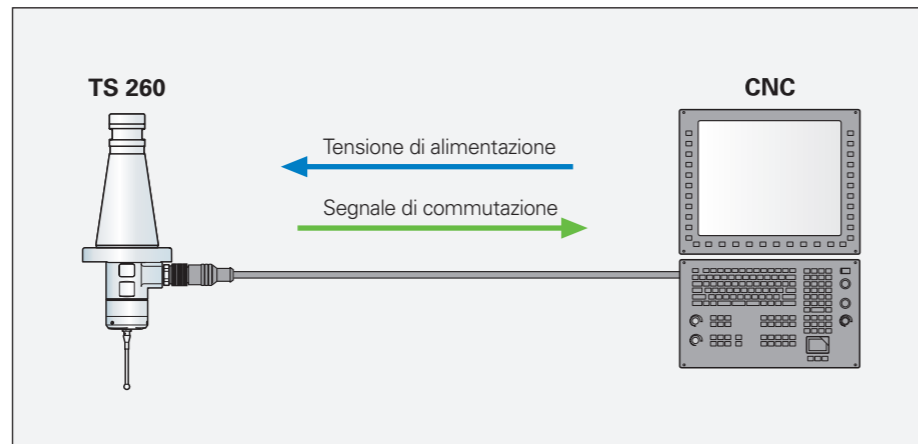 TS 260
CNC
Tensione di alimentazione
Segnale di commutazione